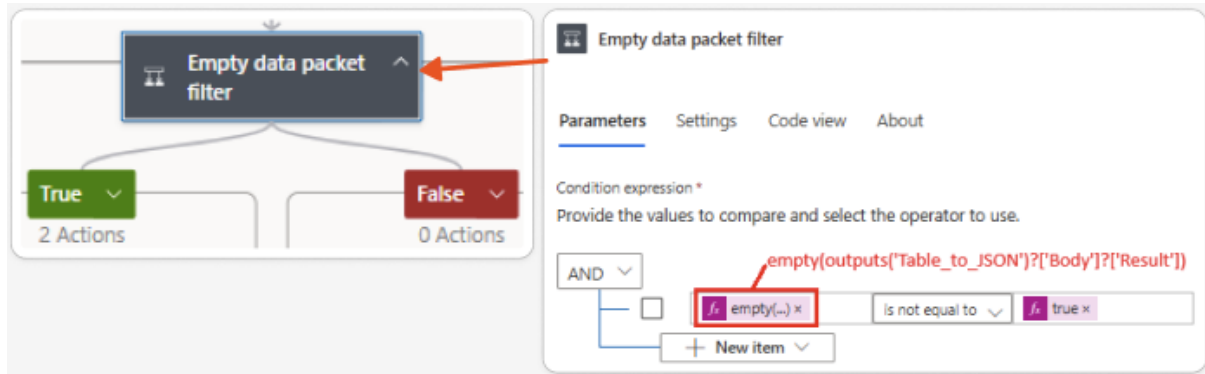 Empty data packet
filter
True
False
2 Actions
0 Actions
Empty data packet filter
Parameters
Settings
Code view
About
Condition expression *
Provide the values to compare and select the operator to use.
empty(outputs('Table_to_JSON')?['Body']?['Result'])
AND
fx empty(...) ×
is not equal to
fx true ×
+ New item